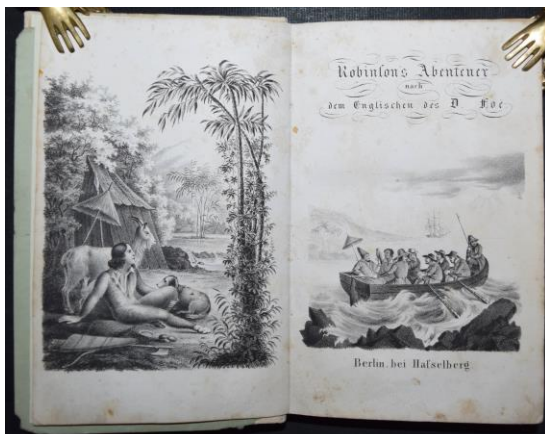 Robinsons Abenteuer
nach
dem Englischen des D Foe
Berlin, bei Hasselberg.